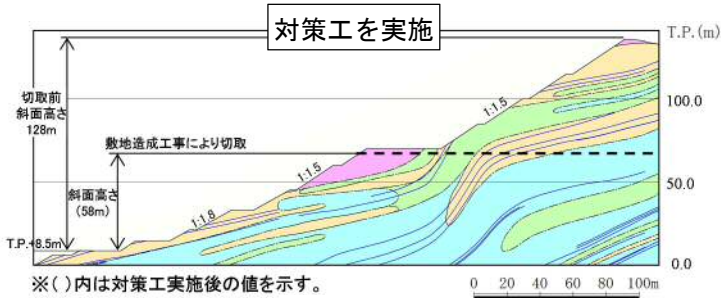 対策工を実施
T.P.(m)
切取前
斜面高さ
128m
敷地造成工事により切取
斜面高さ
(58m)
T.P.+8.5m
1:1.8
1:1.5
1:1.5
100.0
50.0
0.0
※( )内は対策工実施後の値を示す。
0 20 40 60 80 100m